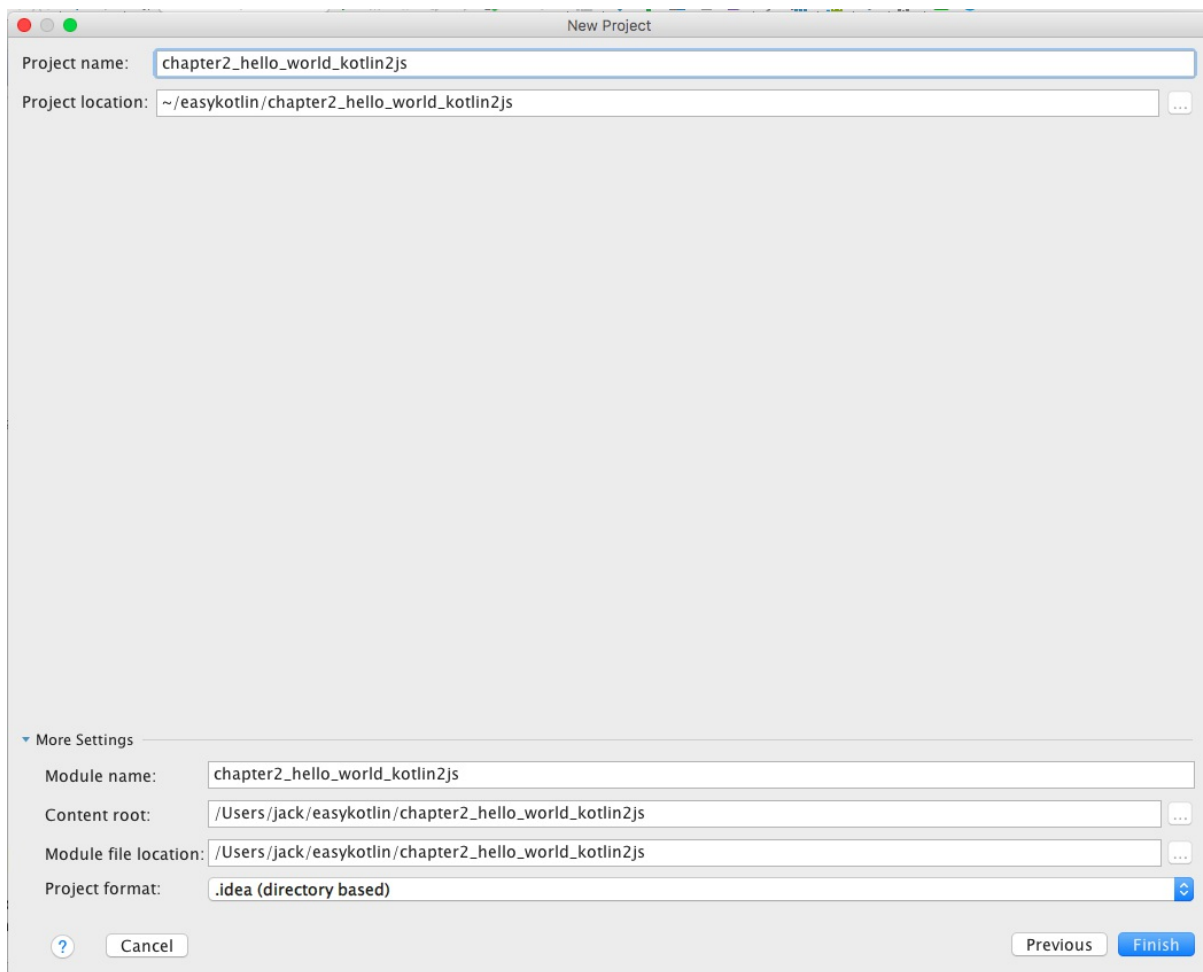 New Project
Project name: chapter2_hello_world_kotlin2js
Project location: ~/easykotlin/chapter2_hello_world_kotlin2js ...
More Settings
Module name: chapter2_hello_world_kotlin2js
Content root: /Users/jack/easykotlin/chapter2_hello_world_kotlin2js ...
Module file location: /Users/jack/easykotlin/chapter2_hello_world_kotlin2js ...
Project format: .idea (directory based)
? Cancel Previous Finish